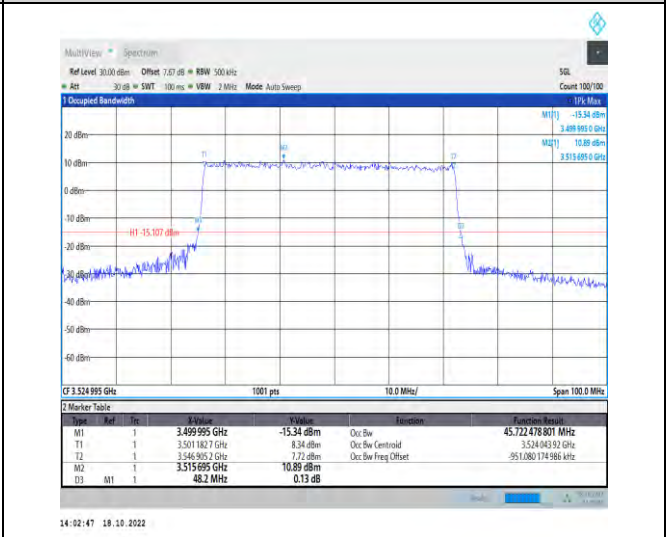 MultiView Spectrum
Ref Level 30.00 dBm Offset 7.67 dB RBW 500 kHz SGL
Att 30 dB SWT 100 ms VBW 2 MHz Mode Auto Sweep Count 100/100
1 Occupied Bandwidth 1Pk Max
M1[1] -15.34 dBm
3.499 995 0 GHz
M2[1] 10.89 dBm
3.515 695 0 GHz
20 dBm
10 dBm
0 dBm
-10 dBm
H1 -15.107 dBm
-30 dBm
-40 dBm
-50 dBm
-60 dBm
T1
M2
T2
M1
D3
CF 3.524 995 GHz 1001 pts 10.0 MHz/ Span 100.0 MHz
2 Marker Table
Type Ref Trc X-Value Y-Value Function Function Result
M1 1 3.499 995 GHz -15.34 dBm Occ Bw 45.722 478 801 MHz
T1 1 3.501 182 7 GHz 8.34 dBm Occ Bw Centroid 3.524 043 92 GHz
T2 1 3.546 905 2 GHz 7.72 dBm Occ Bw Freq Offset -951.080 174 986 kHz
M2 1 3.515 695 GHz 10.89 dBm
D3 M1 1 48.2 MHz 0.13 dB
14:02:47 18.10.2022